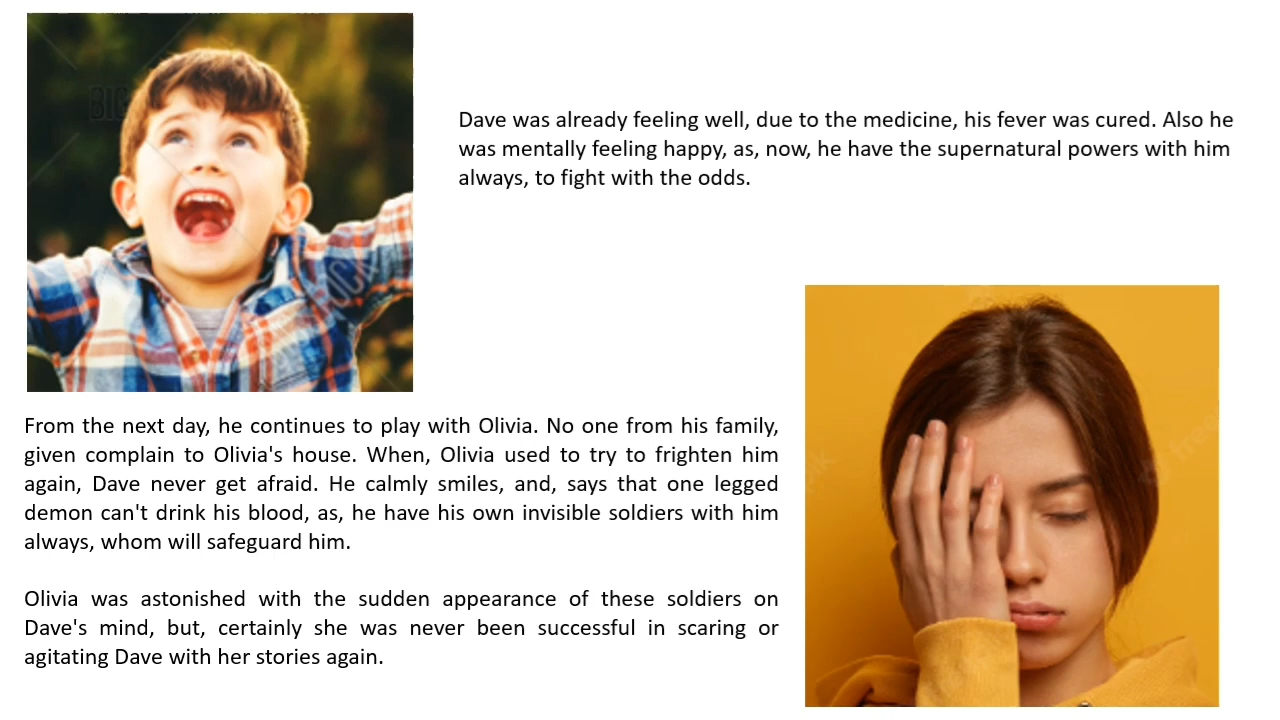 Dave was already feeling well, due to the medicine, his fever was cured. Also he
was mentally feeling happy, as, now, he have the supernatural powers with him
always, to fight with the odds.
From the next day, he continues to play with Olivia. No one from his family,
given complain to Olivia's house. When, Olivia used to try to frighten him
again, Dave never get afraid. He calmly smiles, and, says that one legged
demon can't drink his blood, as, he have his own invisible soldiers with him
always, whom will safeguard him.
Olivia was astonished with the sudden appearance of these soldiers on
Dave's mind, but, certainly she was never been successful in scaring or
agitating Dave with her stories again.